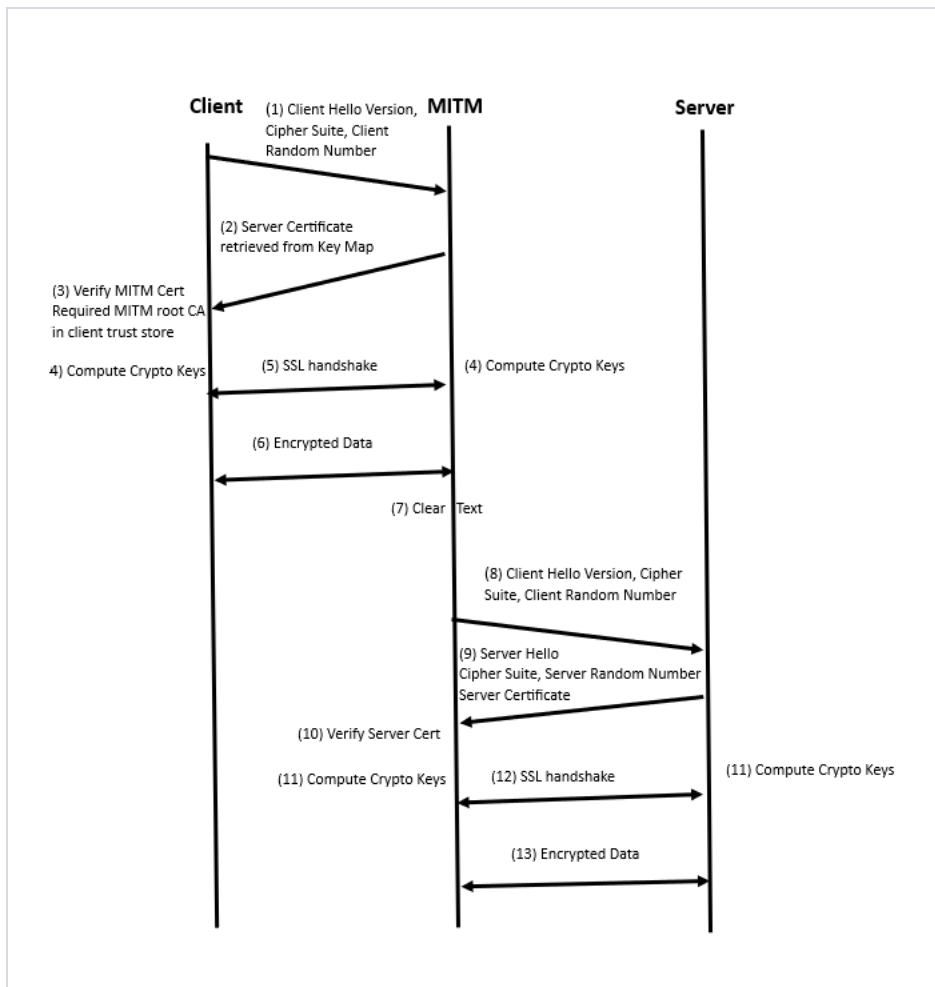 Client
MITM
Server
(1) Client Hello Version,
Cipher Suite, Client
Random Number
(2) Server Certificate
retrieved from Key Map
(3) Verify MITM Cert
Required MITM root CA
in client trust store
4) Compute Crypto Keys
(5) SSL handshake
(4) Compute Crypto Keys
(6) Encrypted Data
(7) Clear Text
(8) Client Hello Version, Cipher
Suite, Client Random Number
(9) Server Hello
Cipher Suite, Server Random Number
Server Certificate
(10) Verify Server Cert
(11) Compute Crypto Keys
(12) SSL handshake
(11) Compute Crypto Keys
(13) Encrypted Data